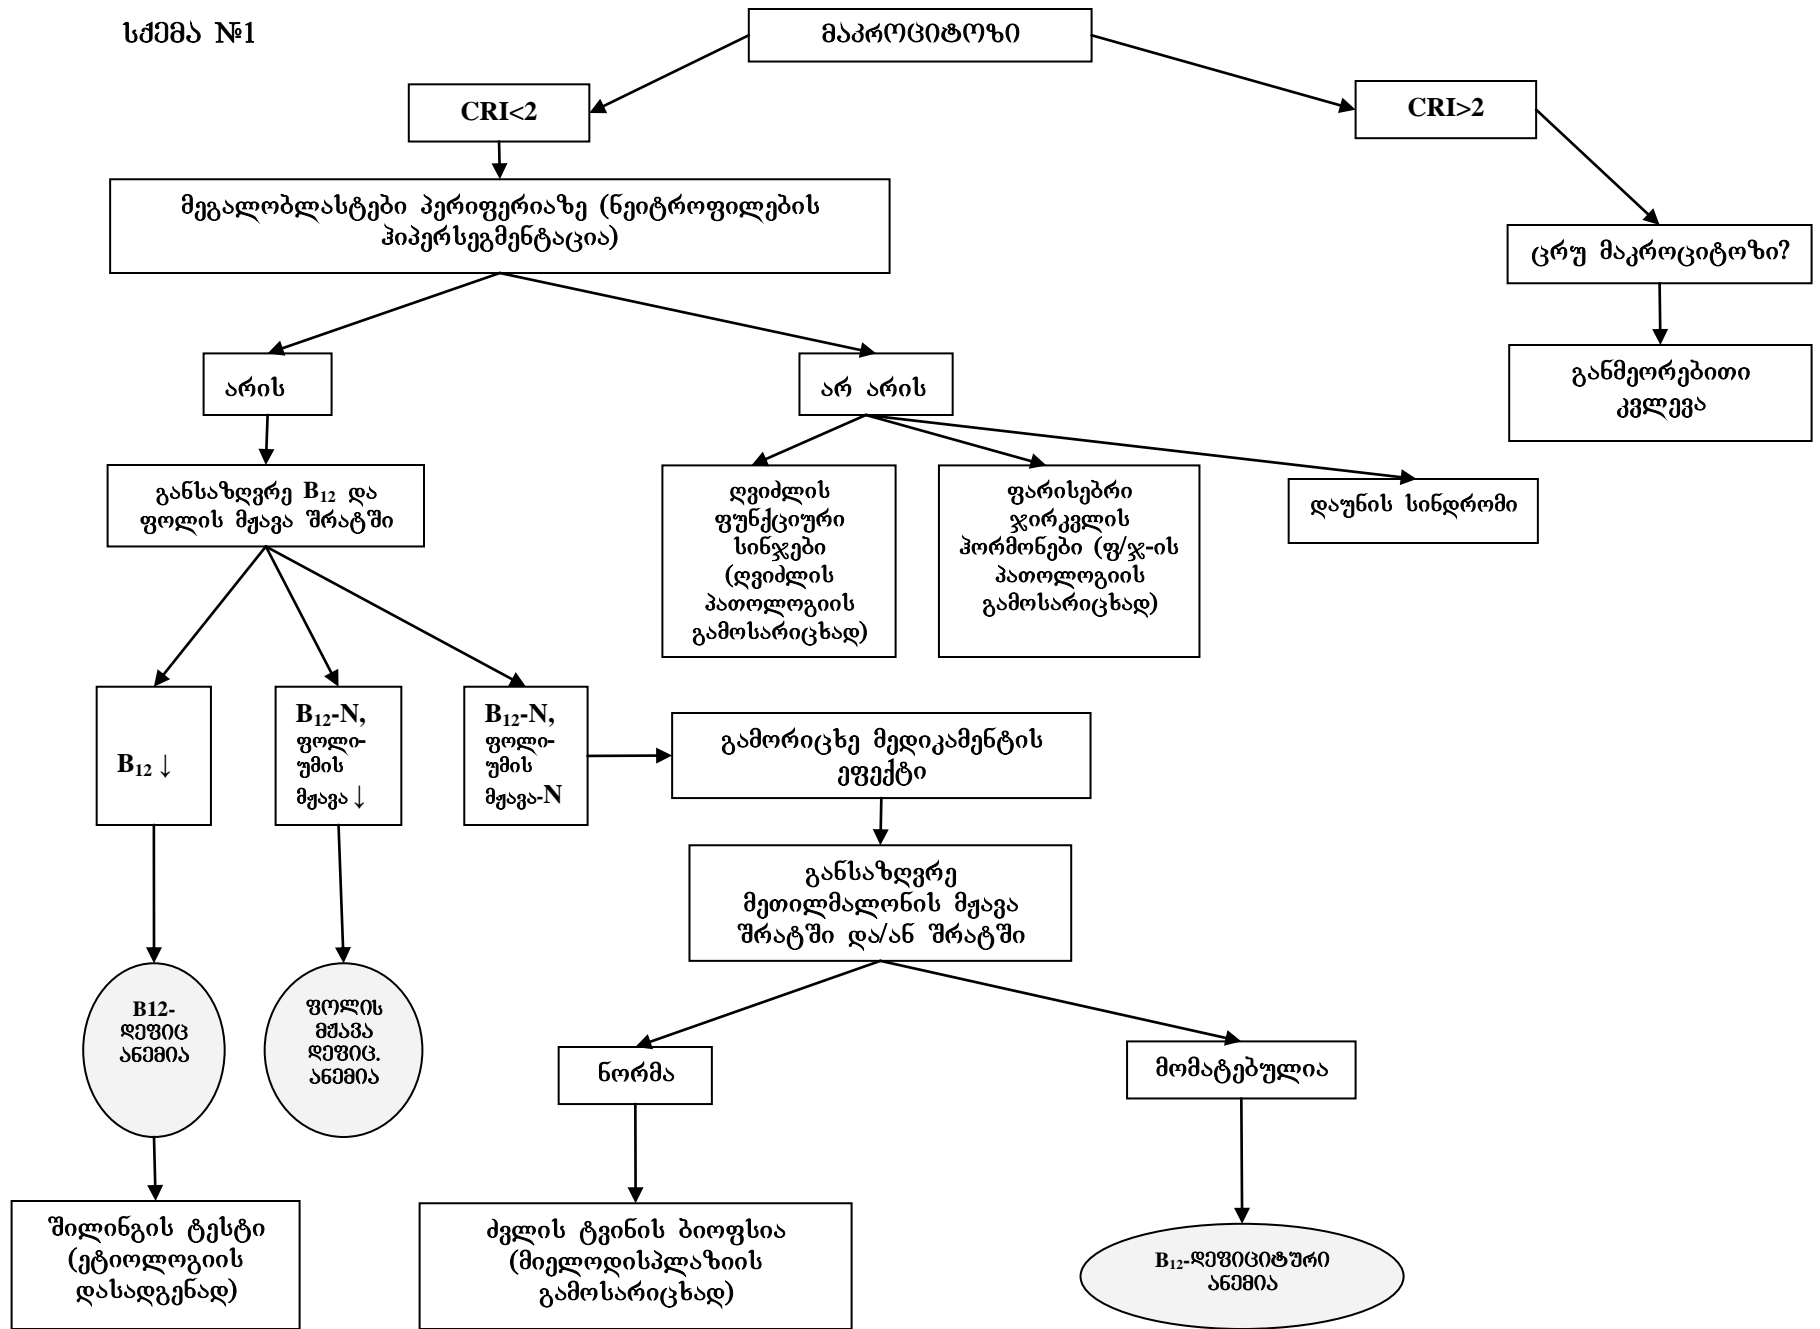 სქემა №1
მაკროციტოზი
CRI<2
CRI>2
მეგალობლასტები პერიფერიაზე (ნეიტროფილების
ჰიპერსეგმენტაცია)
ცრუ მაკროციტოზი?
განმეორებითი
კვლევა
არის
არ არის
განსაზღვრე B₁₂ და
ფოლის მჟავა შრატში
ღვიძლის
ფუნქციური
სინჯები
(ღვიძლის
პათოლოგიის
გამოსარიცხად)
ფარისებრი
ჯირკვლის
ჰორმონები (ფ/ჯ-ის
პათოლოგიის
გამოსარიცხად)
დაუნის სინდრომი
B₁₂ ↓
B₁₂-N,
ფოლი-
უმის
მჟავა ↓
B₁₂-N,
ფოლი-
უმის
მჟავა-N
გამორიცხე მედიკამენტის
ეფექტი
განსაზღვრე
მეთილმალონის მჟავა
შრატში და/ან შრატში
B12-
დეფიც
ანემია
ფოლის
მჟავა
დეფიც.
ანემია
ნორმა
მომატებულია
შილინგის ტესტი
(ეტიოლოგიის
დასადგენად)
ძვლის ტვინის ბიოფსია
(მიელოდისპლაზიის
გამოსარიცხად)
B₁₂-დეფიციტური
ანემია